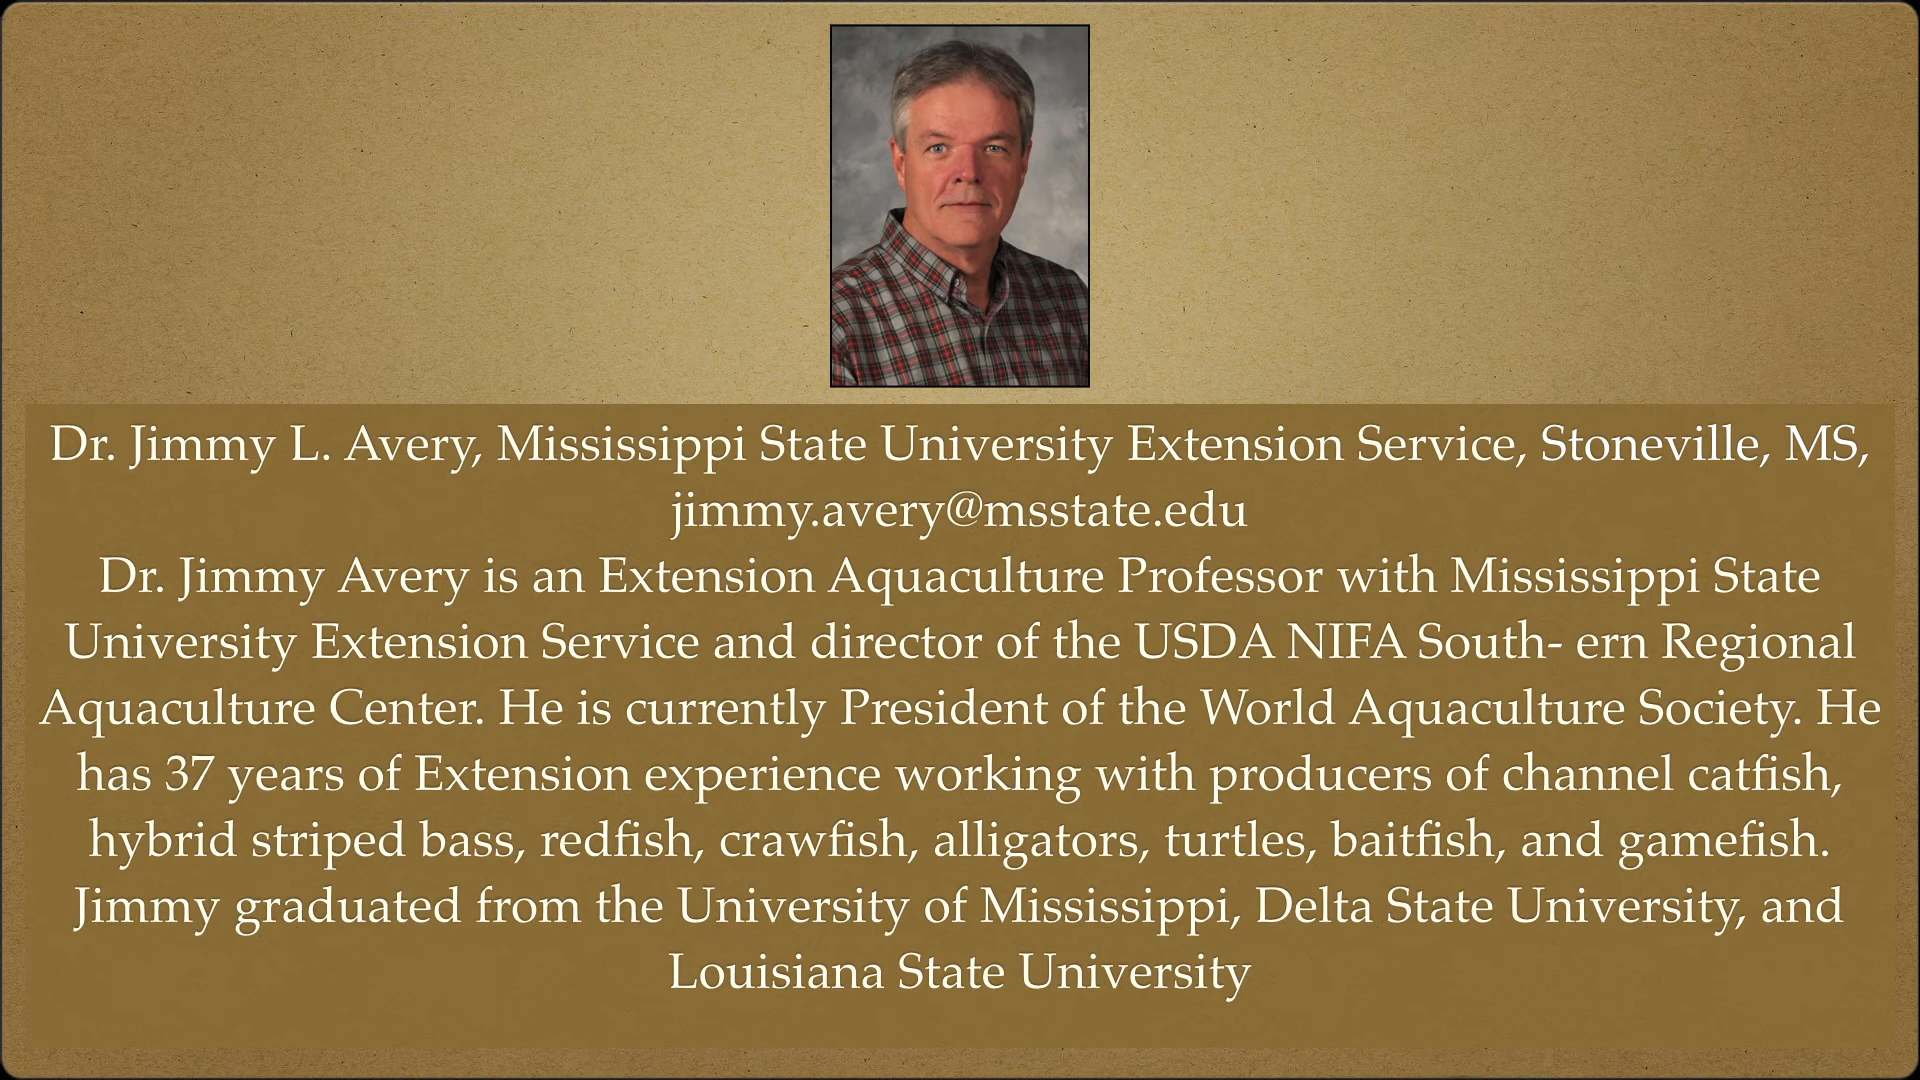 Dr. Jimmy L. Avery, Mississippi State University Extension Service, Stoneville, MS,
jimmy.avery@msstate.edu
Dr. Jimmy Avery is an Extension Aquaculture Professor with Mississippi State
University Extension Service and director of the USDA NIFA South- ern Regional
Aquaculture Center. He is currently President of the World Aquaculture Society. He
has 37 years of Extension experience working with producers of channel catfish,
hybrid striped bass, redfish, crawfish, alligators, turtles, baitfish, and gamefish.
Jimmy graduated from the University of Mississippi, Delta State University, and
Louisiana State University